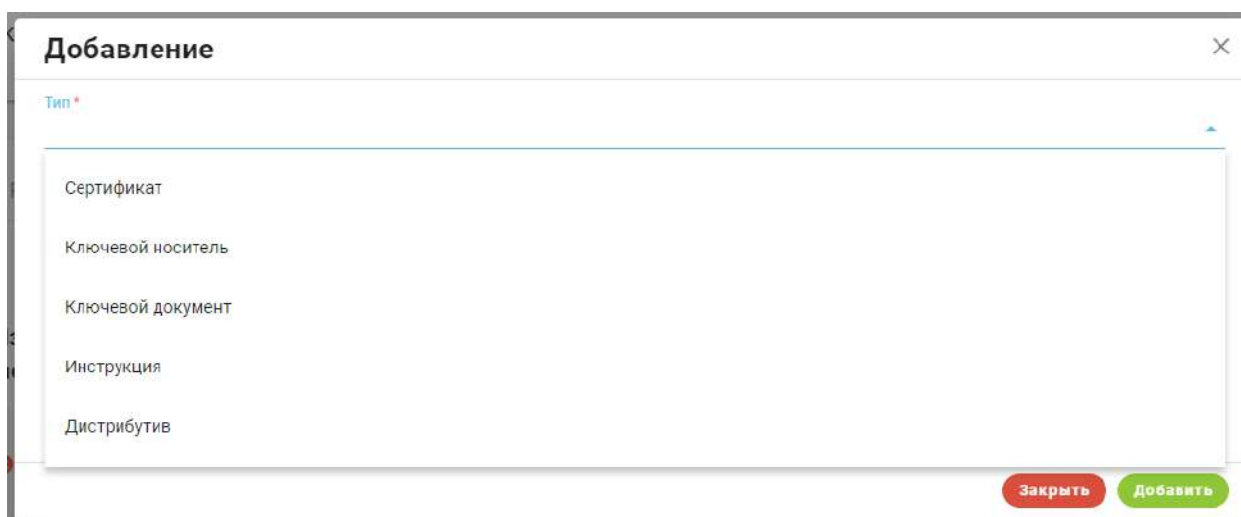 Добавление
Тип *
Сертификат
Ключевой носитель
Ключевой документ
Инструкция
Дистрибутив
Закрыть Добавить